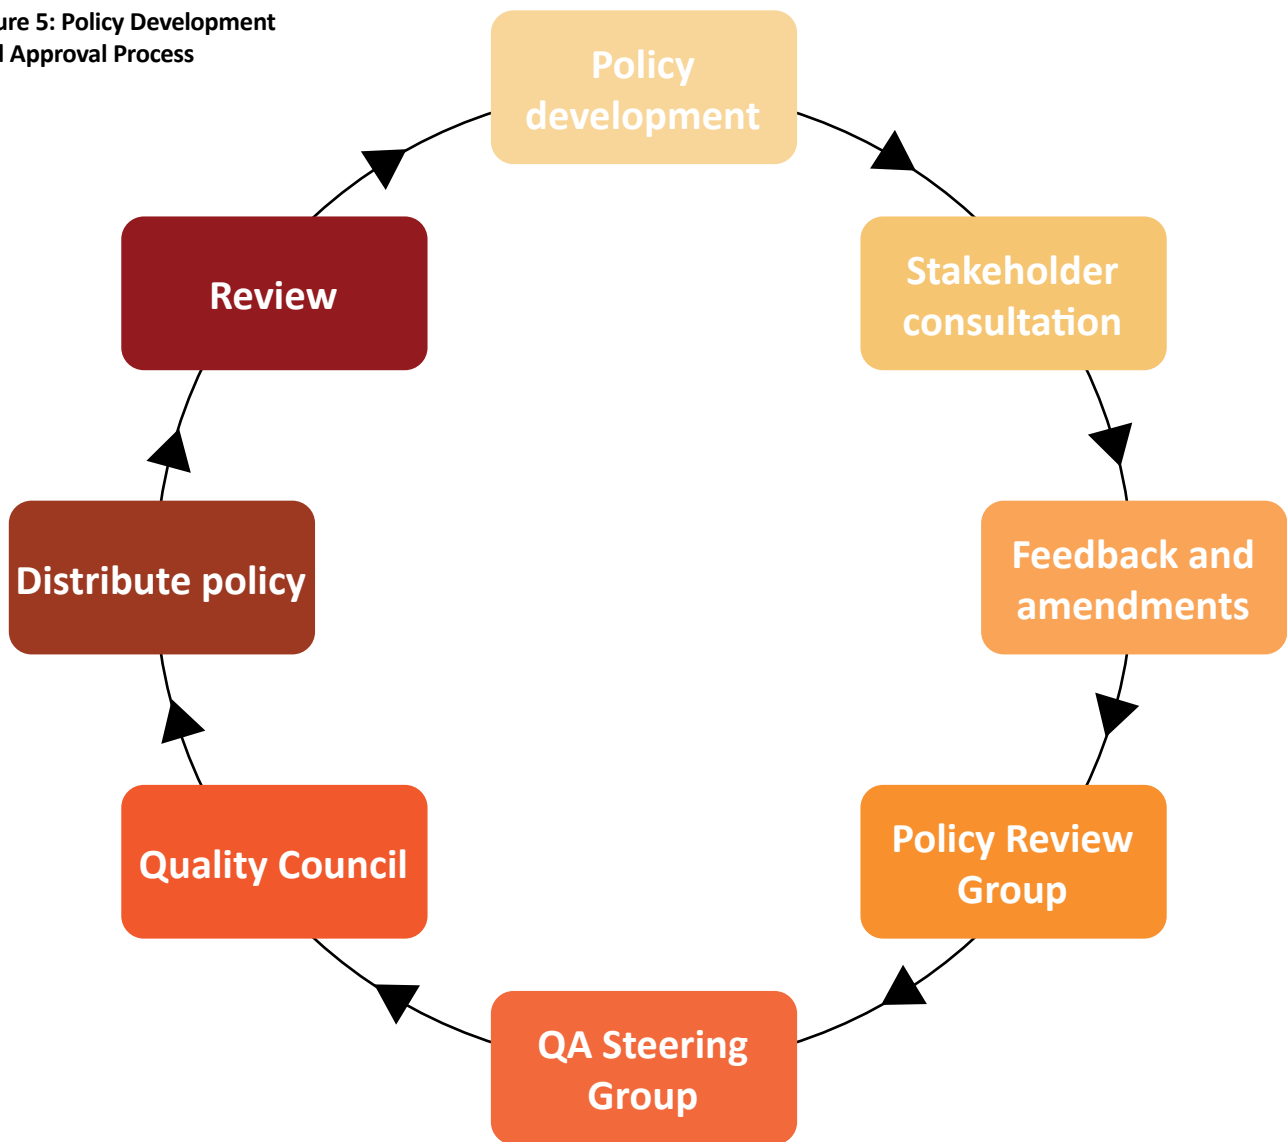 ure 5: Policy Development
Approval Process
Policy
development
Stakeholder
consultation
Feedback and
amendments
Policy Review
Group
QA Steering
Group
Quality Council
Distribute policy
Review